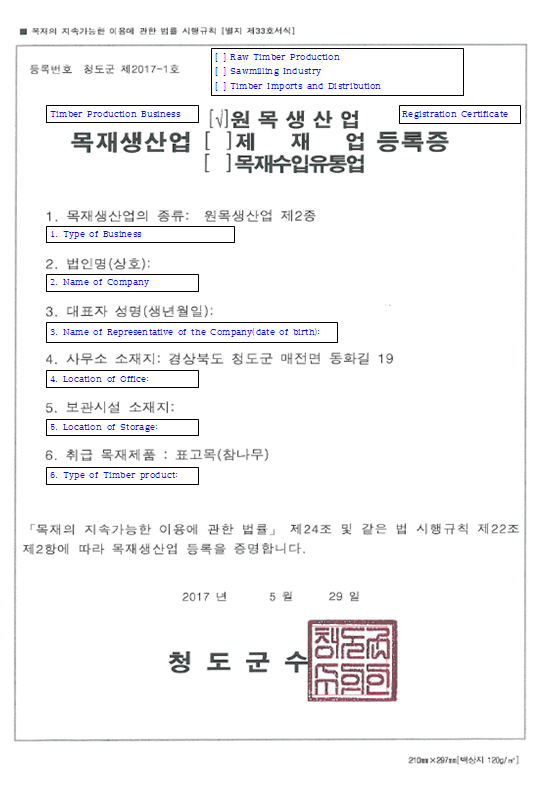 ■ 목재의 지속가능한 이용에 관한 법률 시행규칙 [별지 제33호서식]
등록번호 청도군 제2017-1호
[ ] Raw Timber Production
[ ] Sawmilling Industry
[ ] Timber Imports and Distribution
Timber Production Business
Registration Certificate
[√]원 목 생 산 업
목재생산업 [ ]제 재 업 등록증
[ ]목재수입유통업
1. 목재생산업의 종류: 원목생산업 제2종
1. Type of Business
2. 법인명(상호):
2. Name of Company
3. 대표자 성명(생년월일):
3. Name of Representative of the Company(date of birth):
4. 사무소 소재지: 경상북도 청도군 매전면 동화길 19
4. Location of Office:
5. 보관시설 소재지:
5. Location of Storage:
6. 취급 목재제품 : 표고목(참나무)
6. Type of Timber product:
「목재의 지속가능한 이용에 관한 법률」 제24조 및 같은 법 시행규칙 제22조
제2항에 따라 목재생산업 등록을 증명합니다.
2017 년 5 월 29 일
청 도 군 수
210㎜×297㎜[백상지 120g/㎡]